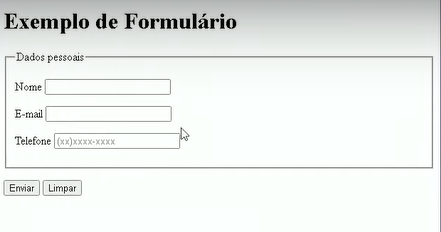 Exemplo de Formulário
Dados pessoais
Nome
E-mail
Telefone (xx)xxxx-xxxx
Enviar Limpar